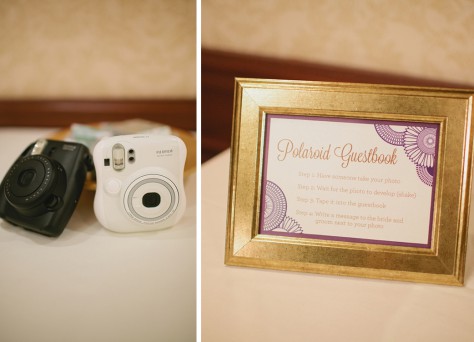 Polaroid Guestbook
Step 1: Have someone take your photo
Step 2: Wait for the photo to develop (shake)
Step 3: Tape it into the guestbook
Step 4: Write a message to the bride and
groom next to your photo